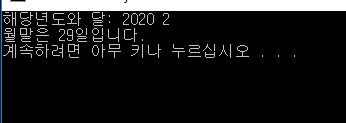 해당년도와 달: 2020 2
월말은 29일입니다.
계속하려면 아무 키나 누르십시오 . . .